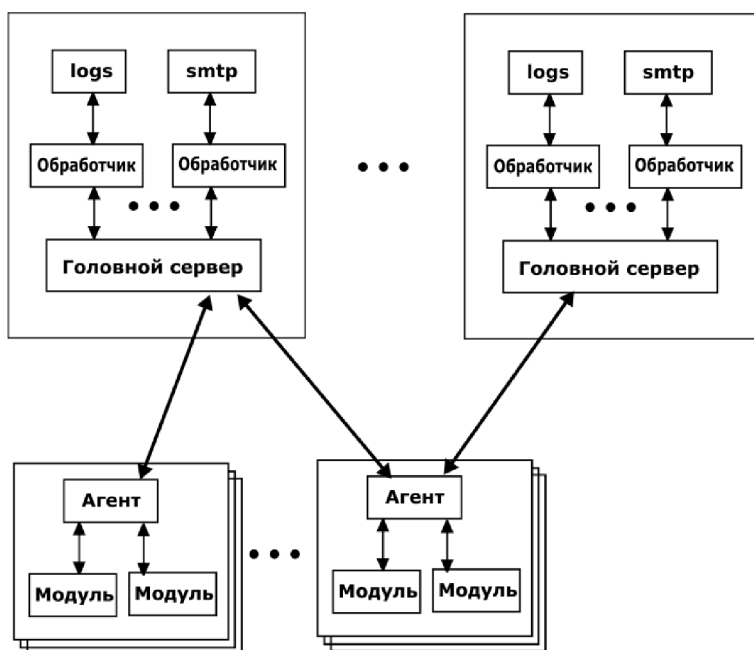 logs smtp
Обработчик Обработчик
Головной сервер
logs smtp
Обработчик Обработчик
Головной сервер
Агент
Модуль Модуль
Агент
Модуль Модуль